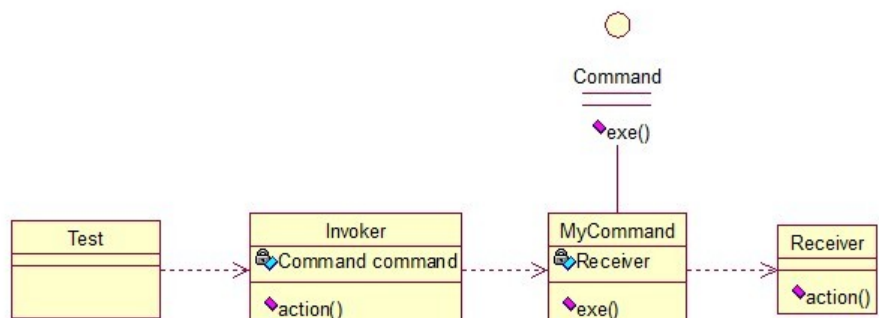 Command
exe()
Test
Invoker
Command command
action()
MyCommand
Receiver
exe()
Receiver
action()